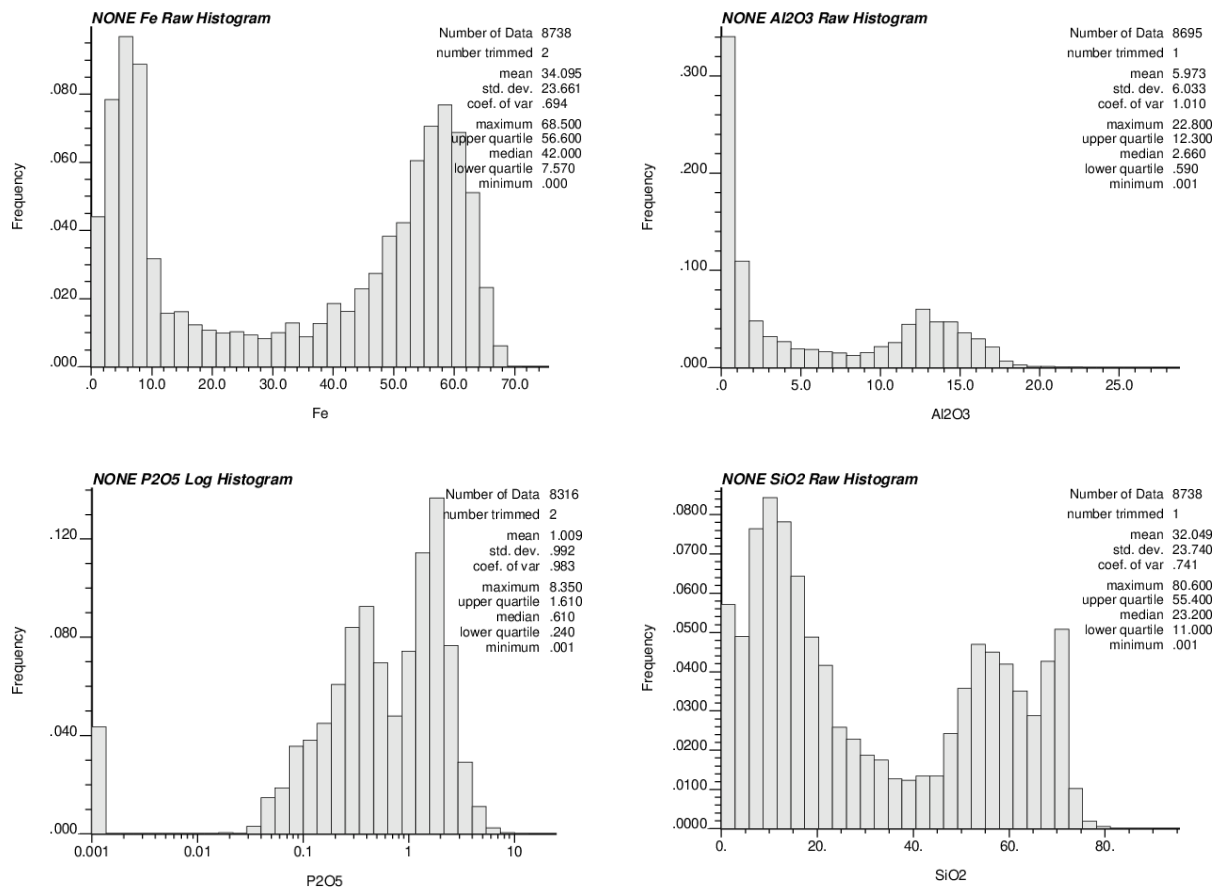 NONE Fe Raw Histogram
Number of Data 8738
number trimmed 2
mean 34.095
std. dev. 23.661
coef. of var .694
maximum 68.500
upper quartile 56.600
median 42.000
lower quartile 7.570
minimum .000
Frequency
.080
.060
.040
.020
.000
.0 10.0 20.0 30.0 40.0 50.0 60.0 70.0
Fe
NONE Al2O3 Raw Histogram
Number of Data 8695
number trimmed 1
mean 5.973
std. dev. 6.033
coef. of var 1.010
maximum 22.800
upper quartile 12.300
median 2.660
lower quartile .590
minimum .001
Frequency
.300
.200
.100
.000
.0 5.0 10.0 15.0 20.0 25.0
Al2O3
NONE P2O5 Log Histogram
Number of Data 8316
number trimmed 2
mean 1.009
std. dev. .992
coef. of var .983
maximum 8.350
upper quartile 1.610
median .610
lower quartile .240
minimum .001
Frequency
.120
.080
.040
.000
0.001 0.01 0.1 1 10
P2O5
NONE SiO2 Raw Histogram
Number of Data 8738
number trimmed 1
mean 32.049
std. dev. 23.740
coef. of var .741
maximum 80.600
upper quartile 55.400
median 23.200
lower quartile 11.000
minimum .001
Frequency
.0800
.0700
.0600
.0500
.0400
.0300
.0200
.0100
.0000
0. 20. 40. 60. 80.
SiO2